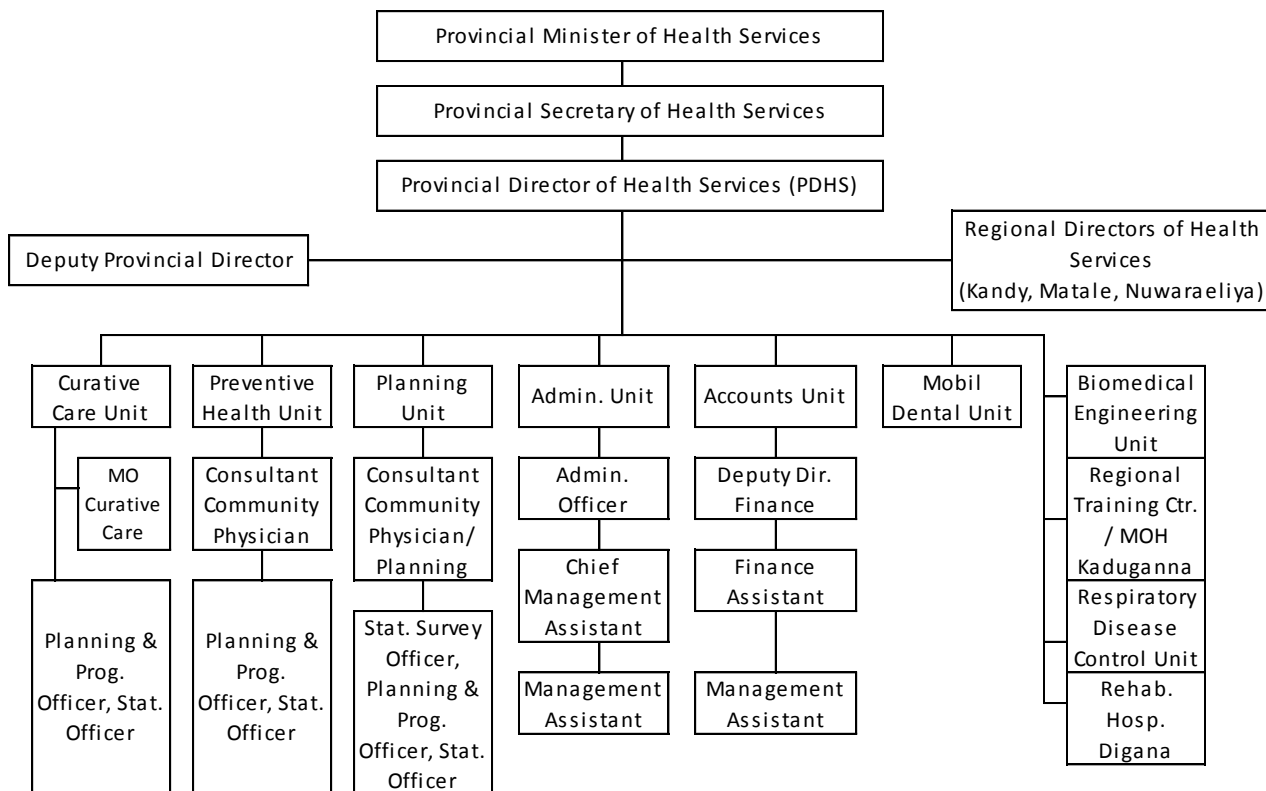 Provincial Minister of Health Services
Provincial Secretary of Health Services
Provincial Director of Health Services (PDHS)
Deputy Provincial Director
Regional Directors of Health
Services
(Kandy, Matale, Nuwaraeliya)
Curative
Care Unit
Preventive
Health Unit
Planning
Unit
Admin. Unit
Accounts Unit
Mobil
Dental Unit
Biomedical
Engineering
Unit
MO
Curative
Care
Consultant
Community
Physician
Consultant
Community
Physician/
Planning
Admin.
Officer
Deputy Dir.
Finance
Regional
Training Ctr.
/ MOH
Kaduganna
Chief
Management
Assistant
Finance
Assistant
Respiratory
Disease
Control Unit
Planning &
Prog.
Officer, Stat.
Officer
Planning &
Prog.
Officer, Stat.
Officer
Stat. Survey
Officer,
Planning &
Prog.
Officer, Stat.
Officer
Management
Assistant
Management
Assistant
Rehab.
Hosp.
Digana